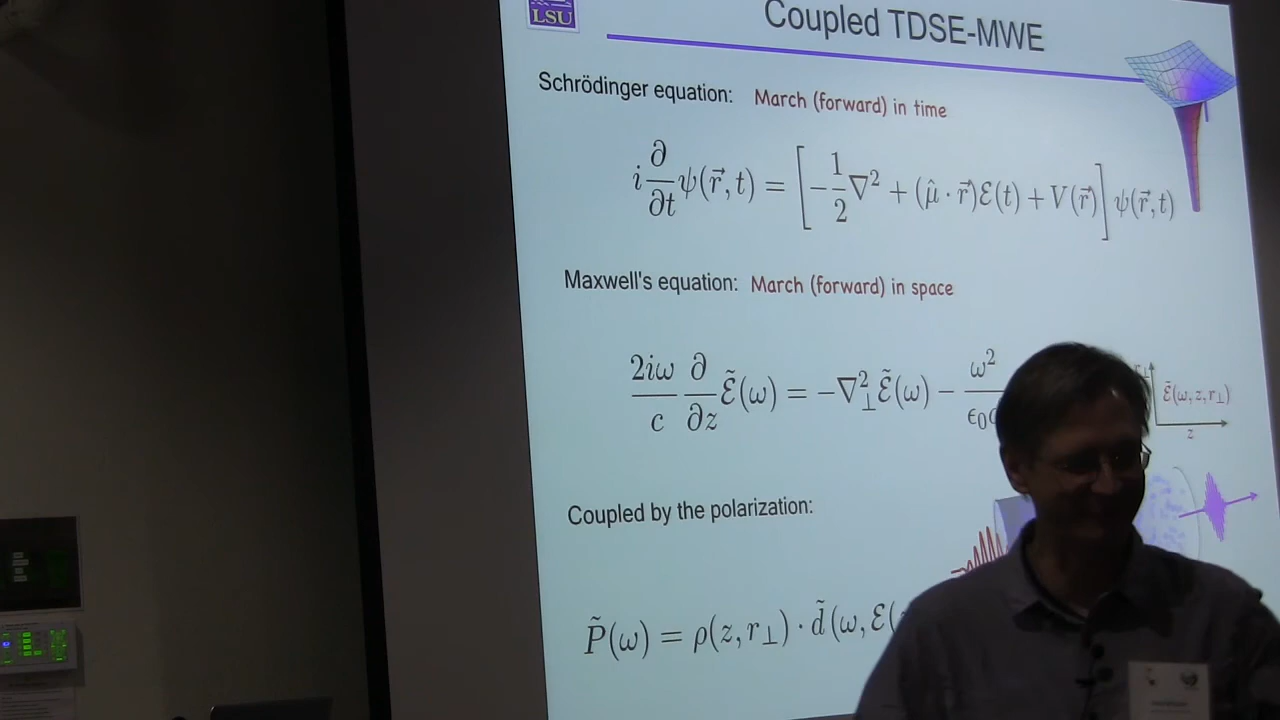 LSU
Coupled TDSE-MWE
Schrödinger equation: March (forward) in time
i ∂/∂t ψ(r⃗, t) = [ −1/2 ∇² + (μ̂ · r⃗)ℰ(t) + V(r⃗) ] ψ(r⃗, t)
Maxwell's equation: March (forward) in space
2iω/c ∂/∂z ℰ̃(ω) = −∇²⊥ ℰ̃(ω) − ω²/ϵ₀c
r⊥
ℰ̃(ω, z, r⊥)
z
Coupled by the polarization:
P̃(ω) = ρ(z, r⊥) · d̃(ω, ℰ(